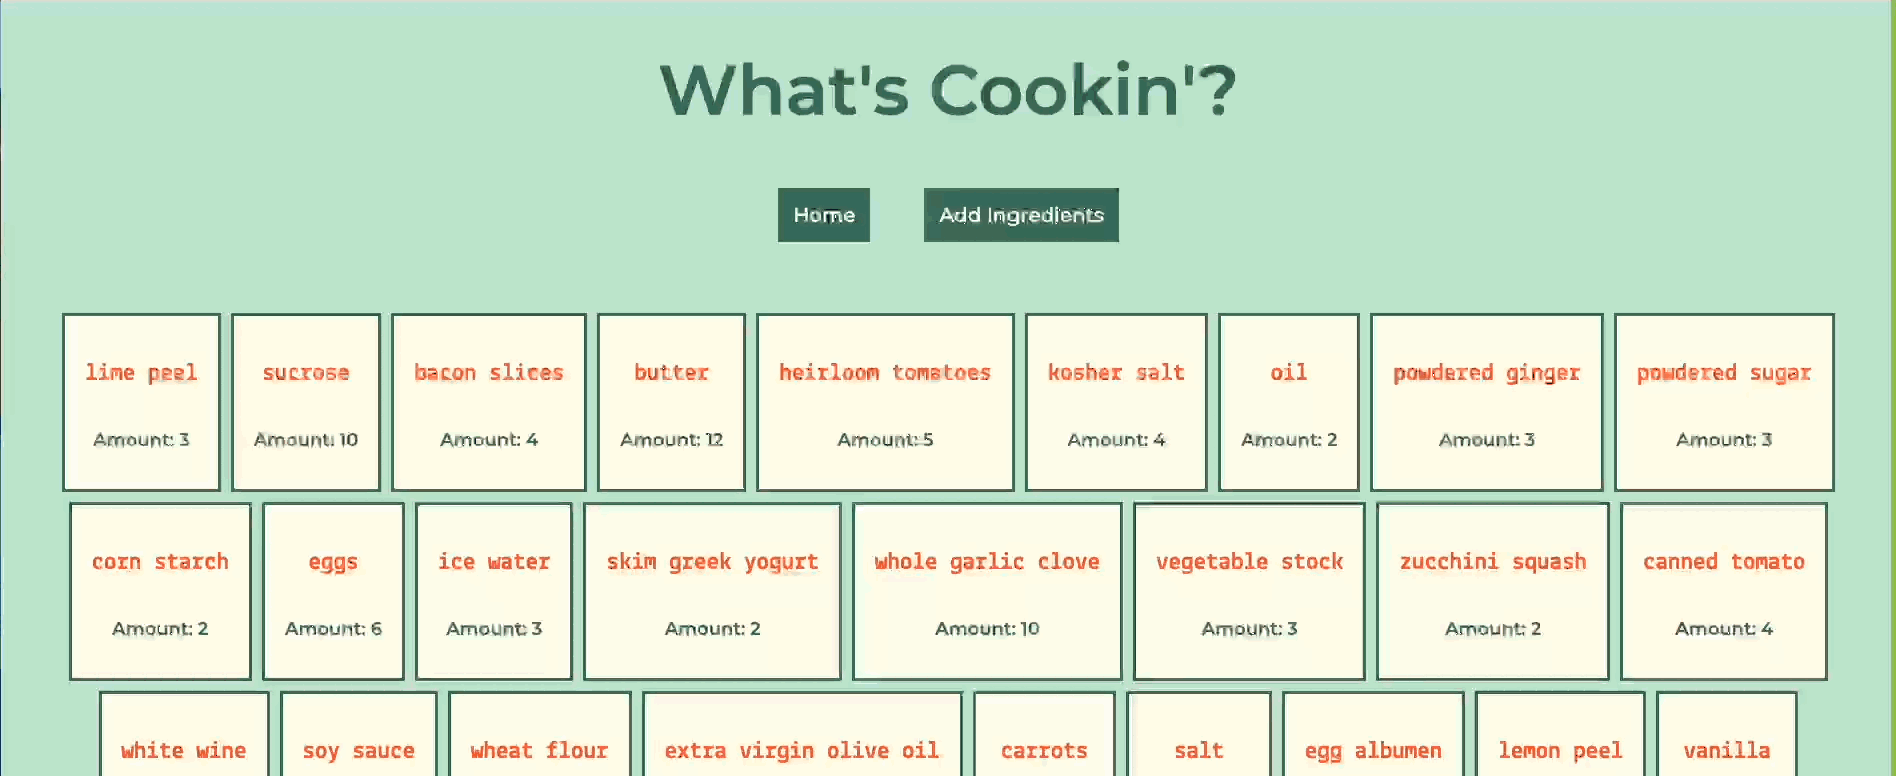 What's Cookin'?
Home Add Ingredients
lime peel sucrose bacon slices butter heirloom tomatoes kosher salt oil powdered ginger powdered sugar
Amount: 3 Amount: 10 Amount: 4 Amount: 12 Amount: 5 Amount: 4 Amount: 2 Amount: 3 Amount: 3
corn starch eggs ice water skim greek yogurt whole garlic clove vegetable stock zucchini squash canned tomato
Amount: 2 Amount: 6 Amount: 3 Amount: 2 Amount: 10 Amount: 3 Amount: 2 Amount: 4
white wine soy sauce wheat flour extra virgin olive oil carrots salt egg albumen lemon peel vanilla